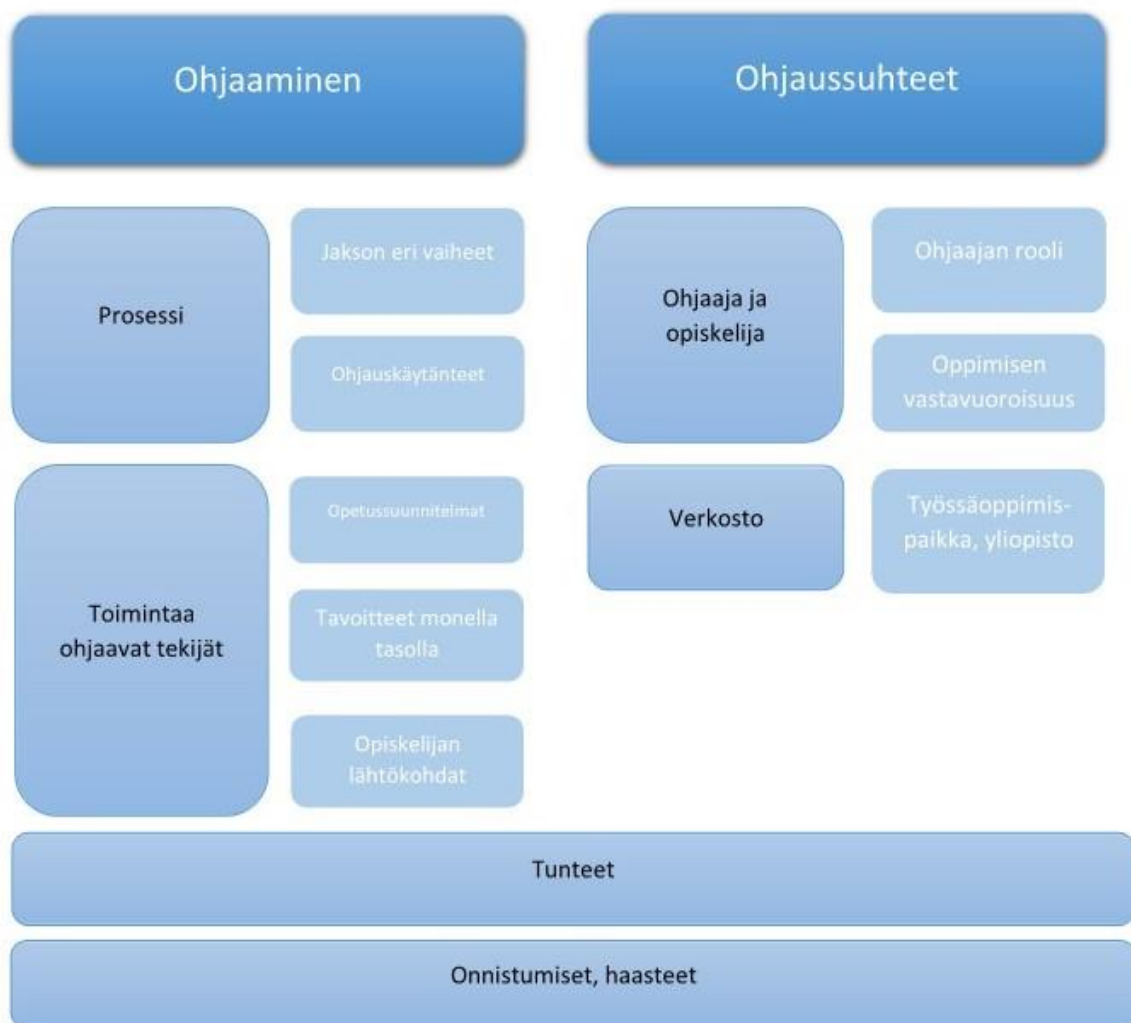 Ohjaaminen
Ohjaussuhteet
Prosessi
Jakson eri vaiheet
Ohjauskäytänteet
Ohjaaja ja
opiskelija
Ohjaajan rooli
Oppimisen
vastavuoroisuus
Toimintaa
ohjaavat tekijät
Opetussuunnitelmat
Tavoitteet monella
tasolla
Opiskelijan
lähtökohdat
Verkosto
Työssäoppimis-
paikka, yliopisto
Tunteet
Onnistumiset, haasteet